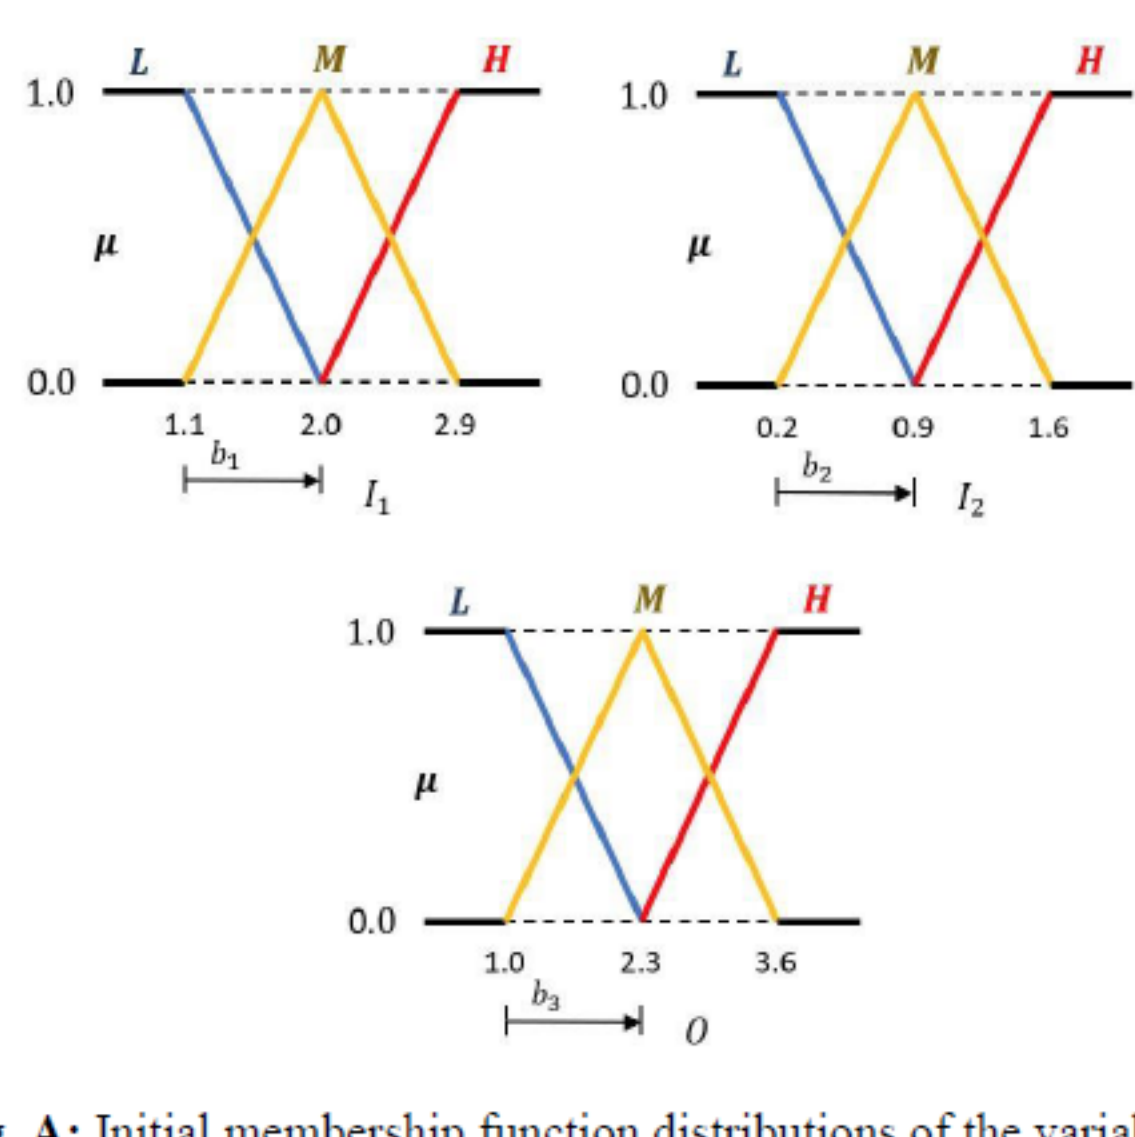 L M H
1.0
μ
0.0
1.1 2.0 2.9
b₁
I₁
L M H
1.0
μ
0.0
0.2 0.9 1.6
b₂
I₂
L M H
1.0
μ
0.0
1.0 2.3 3.6
b₃
O
A: Initial membership function distributions of the